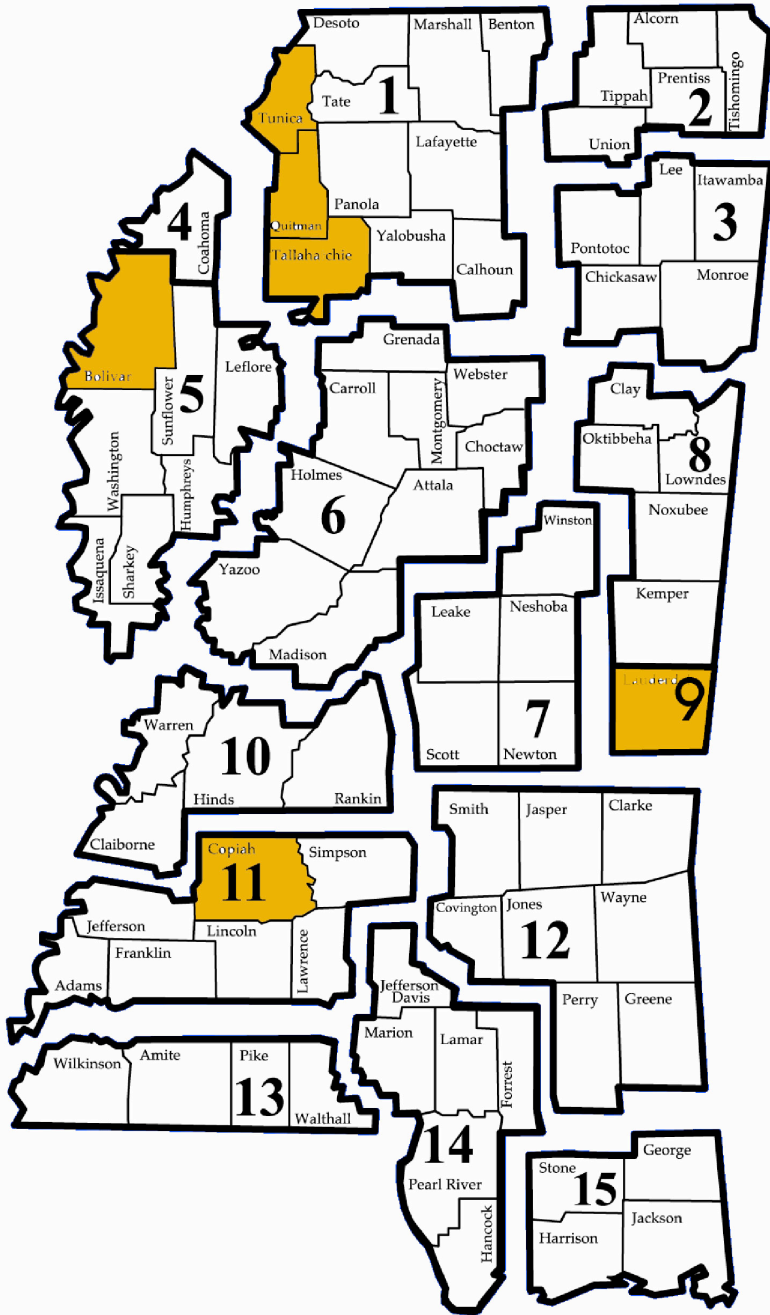 Desoto
Marshall
Benton
Tunica
Tate
1
Lafayette
Panola
Quitman
Tallaha chie
Yalobusha
Calhoun
Alcorn
Tippah
Prentiss
2
Tishomingo
Union
Lee
Itawamba
3
Pontotoc
Chickasaw
Monroe
4
Coahoma
Bolivar
5
Sunflower
Leflore
Washington
Humphreys
Issaquena
Sharkey
Grenada
Carroll
Montgomery
Webster
Choctaw
Holmes
Attala
6
Yazoo
Madison
Winston
Leake
Neshoba
7
Scott
Newton
Clay
Oktibbeha
8
Lowndes
Noxubee
Kemper
Lauderd
9
Warren
10
Hinds
Rankin
Claiborne
Copiah
Simpson
11
Jefferson
Lincoln
Lawrence
Franklin
Adams
Smith
Jasper
Clarke
Covington
Jones
Wayne
12
Perry
Greene
Wilkinson
Amite
Pike
13
Walthall
Jefferson
Davis
Marion
Lamar
Forrest
14
Pearl River
Hancock
George
Stone
15
Harrison
Jackson